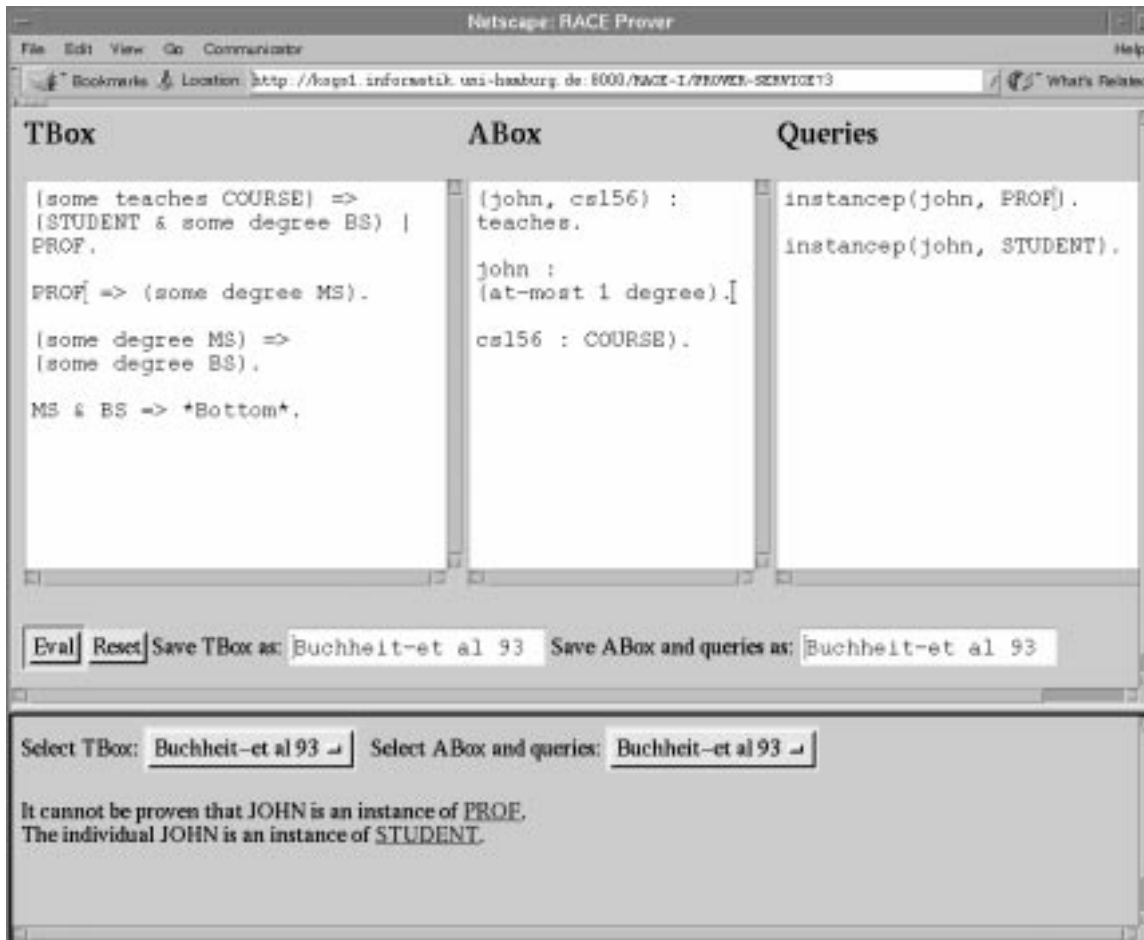 Netscape: RACE Prover
File Edit View Go Communicator Help
Bookmarks Location: http://kogs1.informatik.uni-hamburg.de:8000/RACE-I/PROVER-SERVICE?3 What's Related
TBox
(some teaches COURSE) =>
(STUDENT & some degree BS) |
PROF.
PROF => (some degree MS).
(some degree MS) =>
(some degree BS).
MS & BS => *Bottom*.
ABox
(john, cs156) :
teaches.
john :
(at-most 1 degree).
cs156 : COURSE).
Queries
instancep(john, PROF).
instancep(john, STUDENT).
Eval Reset Save TBox as: Buchheit-et al 93 Save ABox and queries as: Buchheit-et al 93
Select TBox: Buchheit-et al 93 Select ABox and queries: Buchheit-et al 93
It cannot be proven that JOHN is an instance of PROF.
The individual JOHN is an instance of STUDENT.